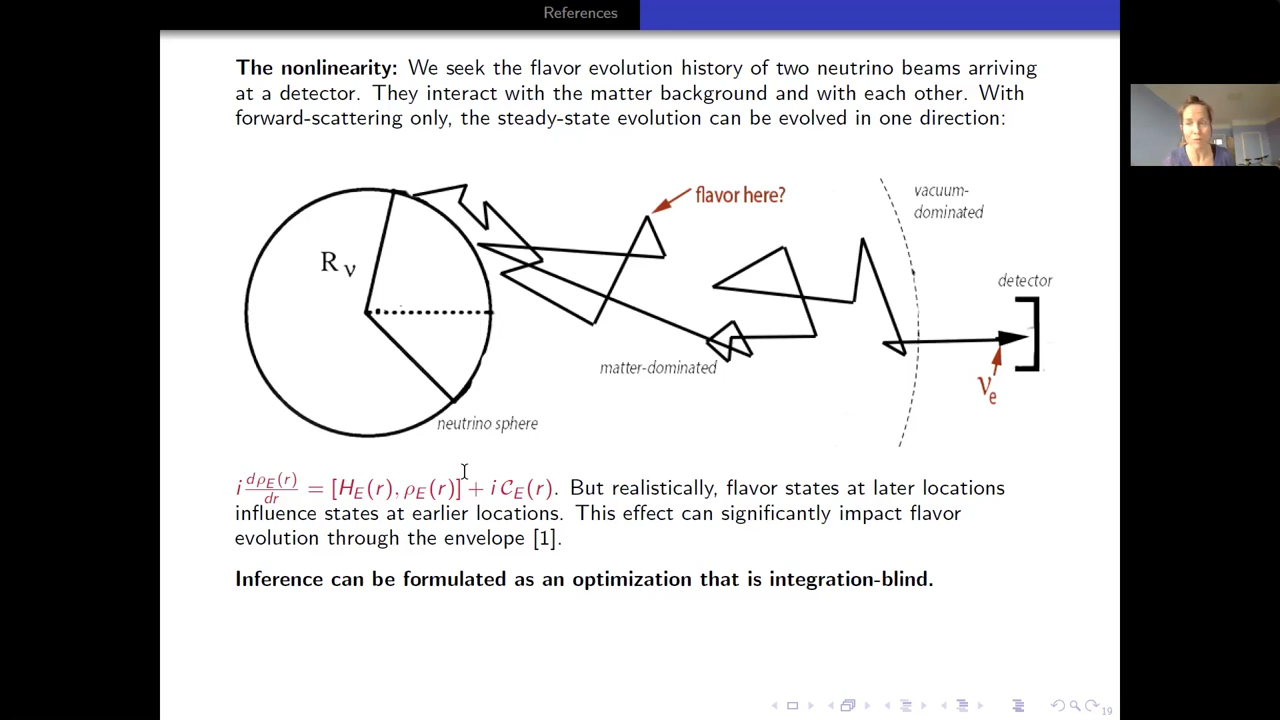 References
The nonlinearity: We seek the flavor evolution history of two neutrino beams arriving
at a detector. They interact with the matter background and with each other. With
forward-scattering only, the steady-state evolution can be evolved in one direction:
flavor here?
vacuum-
dominated
R ν
detector
matter-dominated
νe
neutrino sphere
i dρE(r)/dr = [HE(r), ρE(r)] + i CE(r). But realistically, flavor states at later locations
influence states at earlier locations. This effect can significantly impact flavor
evolution through the envelope [1].
Inference can be formulated as an optimization that is integration-blind.
19